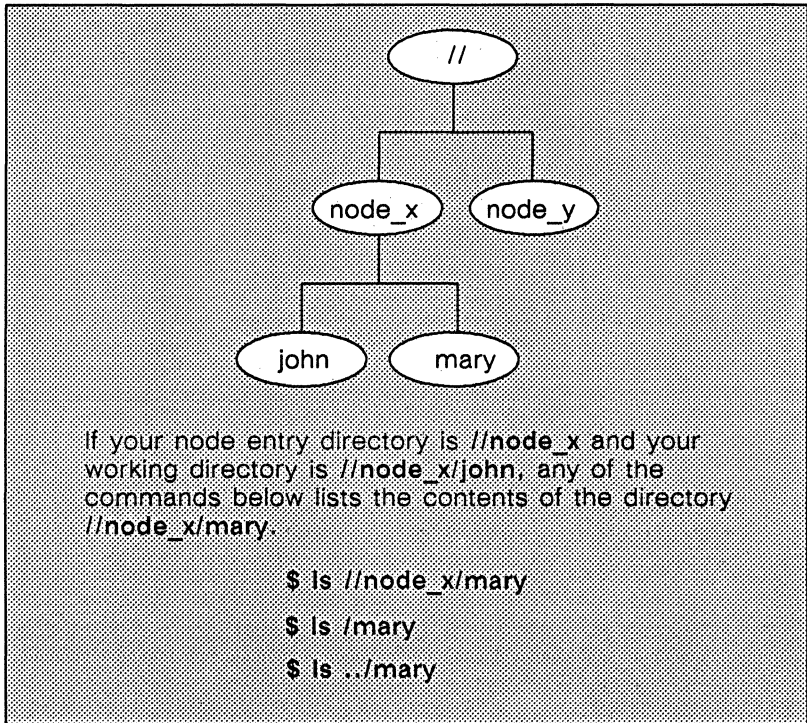 //
node_x
node_y
john
mary
If your node entry directory is //node_x and your
working directory is //node_x/john, any of the
commands below lists the contents of the directory
//node_x/mary.
$ ls //node_x/mary
$ ls /mary
$ ls ../mary